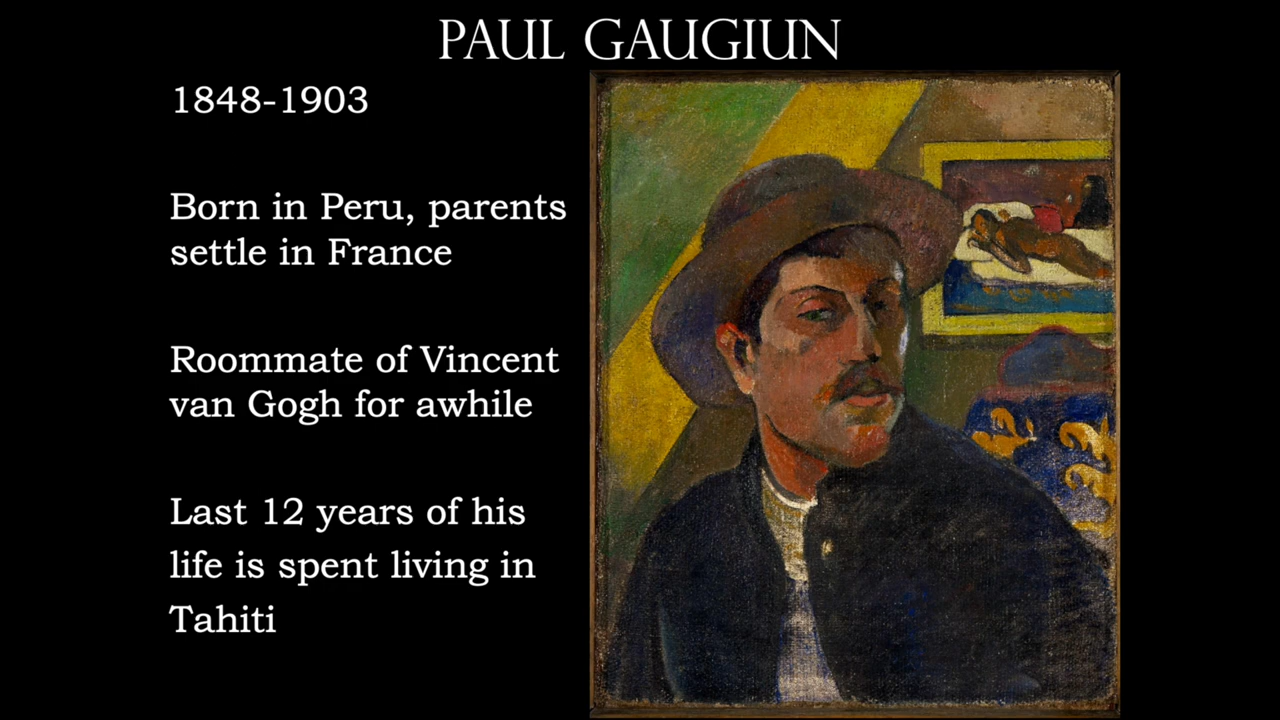 PAUL GAUGIUN
1848-1903
Born in Peru, parents
settle in France
Roommate of Vincent
van Gogh for awhile
Last 12 years of his
life is spent living in
Tahiti